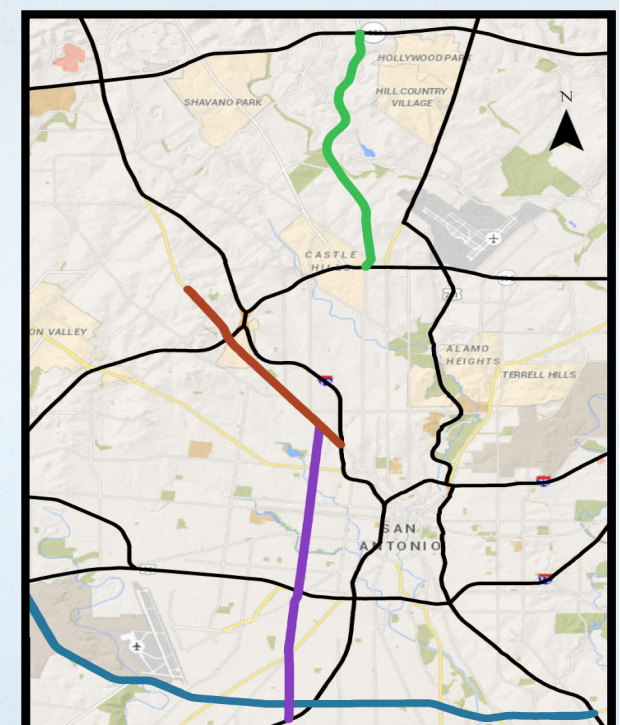 HOLLYWOOD PARK
SHAVANO PARK
HILL COUNTRY
VILLAGE
N
CASTLE
HILLS
ON VALLEY
ALAMO
HEIGHTS
TERRELL HILLS
SAN
ANTONIO